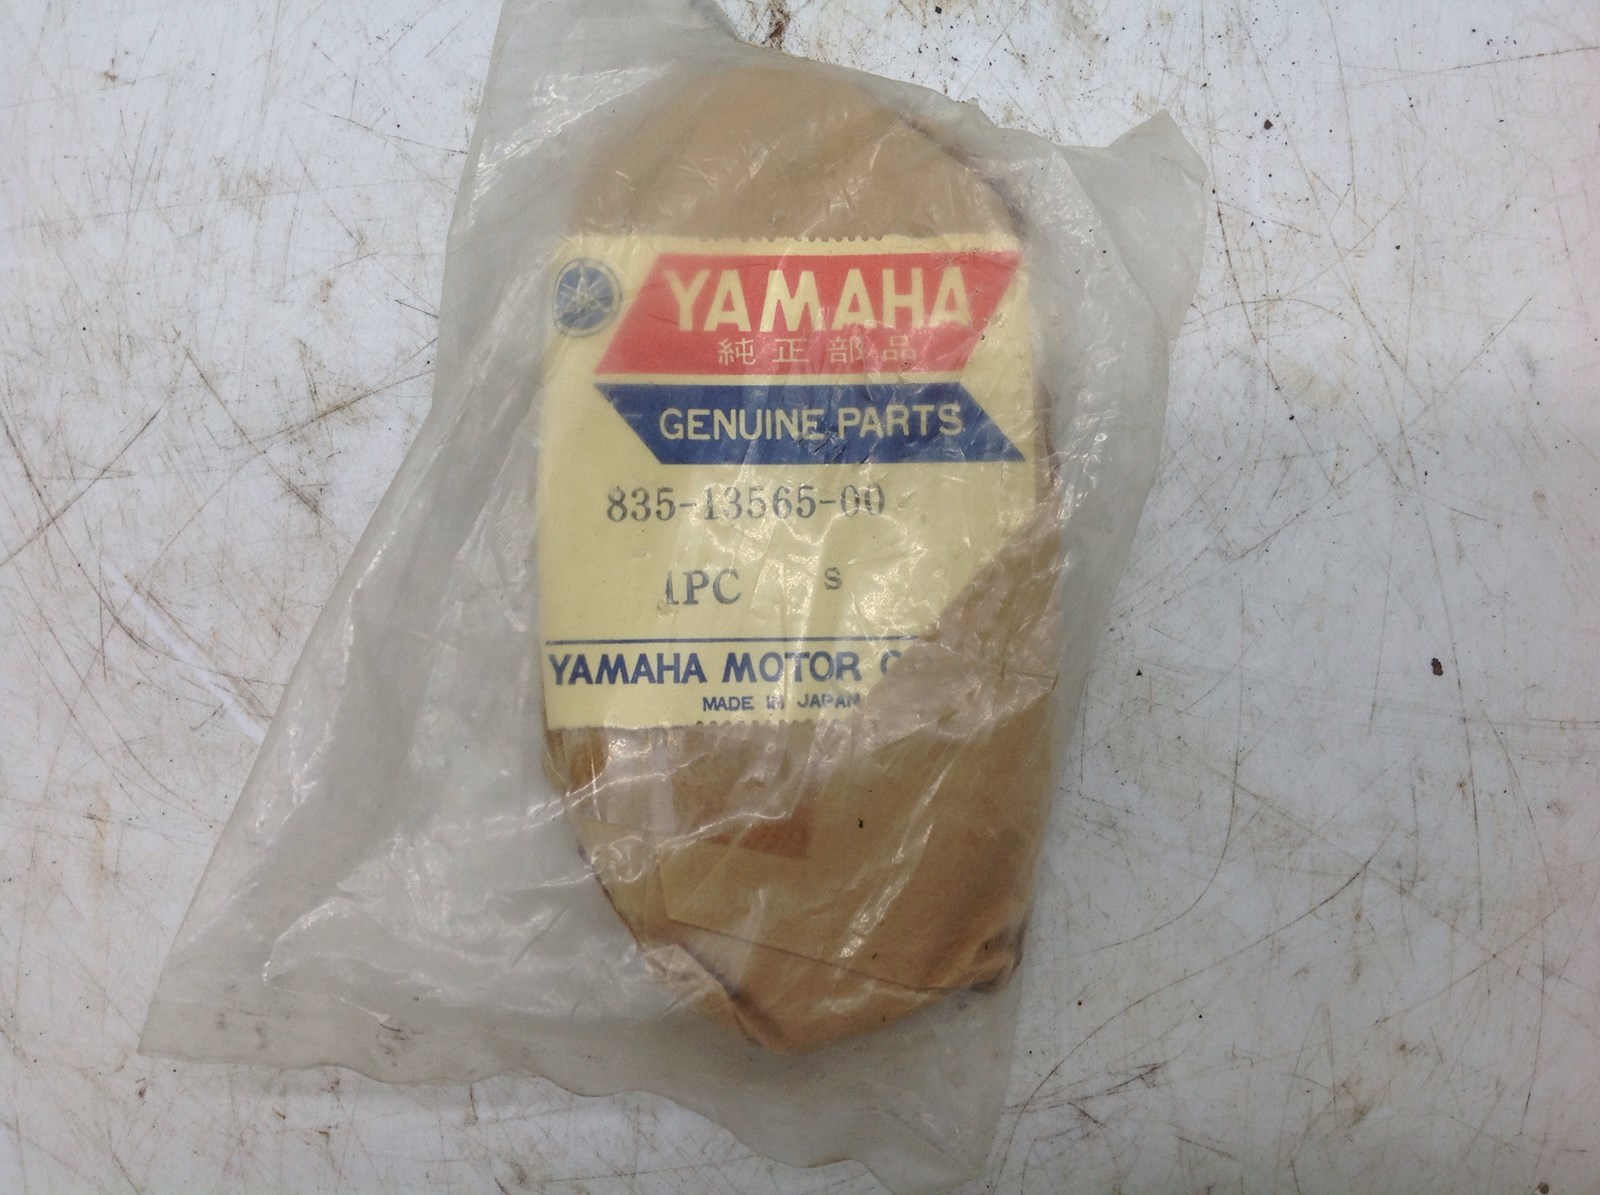 YAMAHA
純正部品
GENUINE PARTS
835-13565-00
1PC S
YAMAHA MOTOR
MADE IN JAPAN